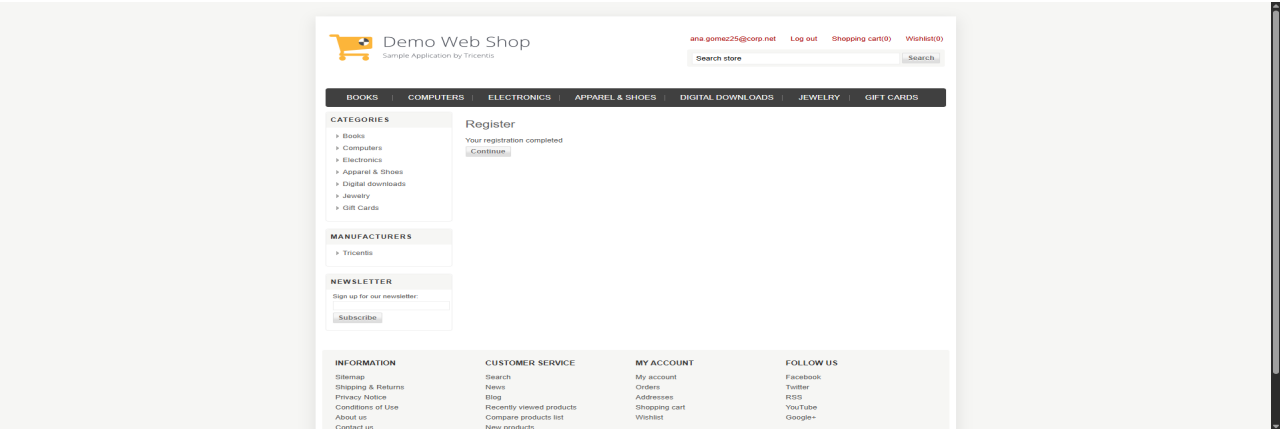 Demo Web Shop
Sample Application by Tricentis
ana.gomez25@corp.net Log out Shopping cart(0) Wishlist(0)
Search store Search
BOOKS COMPUTERS ELECTRONICS APPAREL & SHOES DIGITAL DOWNLOADS JEWELRY GIFT CARDS
CATEGORIES
Books
Computers
Electronics
Apparel & Shoes
Digital downloads
Jewelry
Gift Cards
MANUFACTURERS
Tricentis
NEWSLETTER
Sign up for our newsletter:
Subscribe
Register
Your registration completed
Continue
INFORMATION
Sitemap
Shipping & Returns
Privacy Notice
Conditions of Use
About us
Contact us
CUSTOMER SERVICE
Search
News
Blog
Recently viewed products
Compare products list
New products
MY ACCOUNT
My account
Orders
Addresses
Shopping cart
Wishlist
FOLLOW US
Facebook
Twitter
RSS
YouTube
Google+